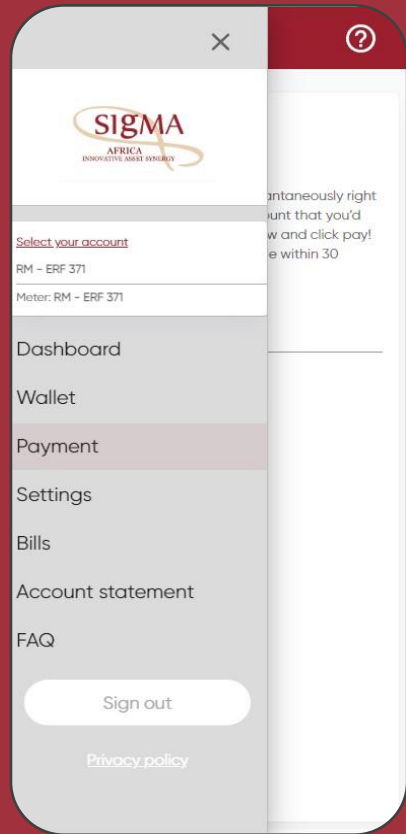 SIGMA
AFRICA
INNOVATIVE ASSET SYNERGY
Select your account
RM - ERF 371
Meter: RM - ERF 371
Dashboard
Wallet
Payment
Settings
Bills
Account statement
FAQ
Sign out
Privacy policy
?
antaneously right
unt that you'd
w and click pay!
e within 30